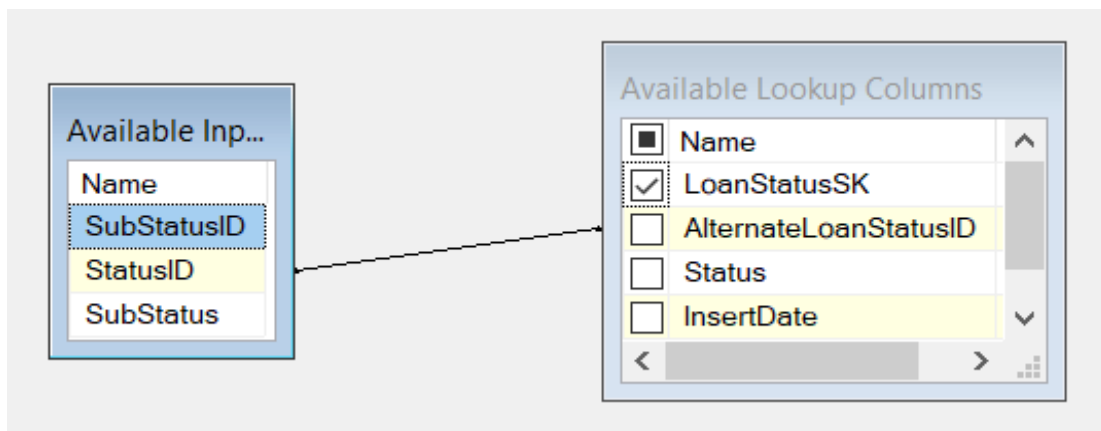 Available Inp...
Name
SubStatusID
StatusID
SubStatus
Available Lookup Columns
Name
LoanStatusSK
AlternateLoanStatusID
Status
InsertDate